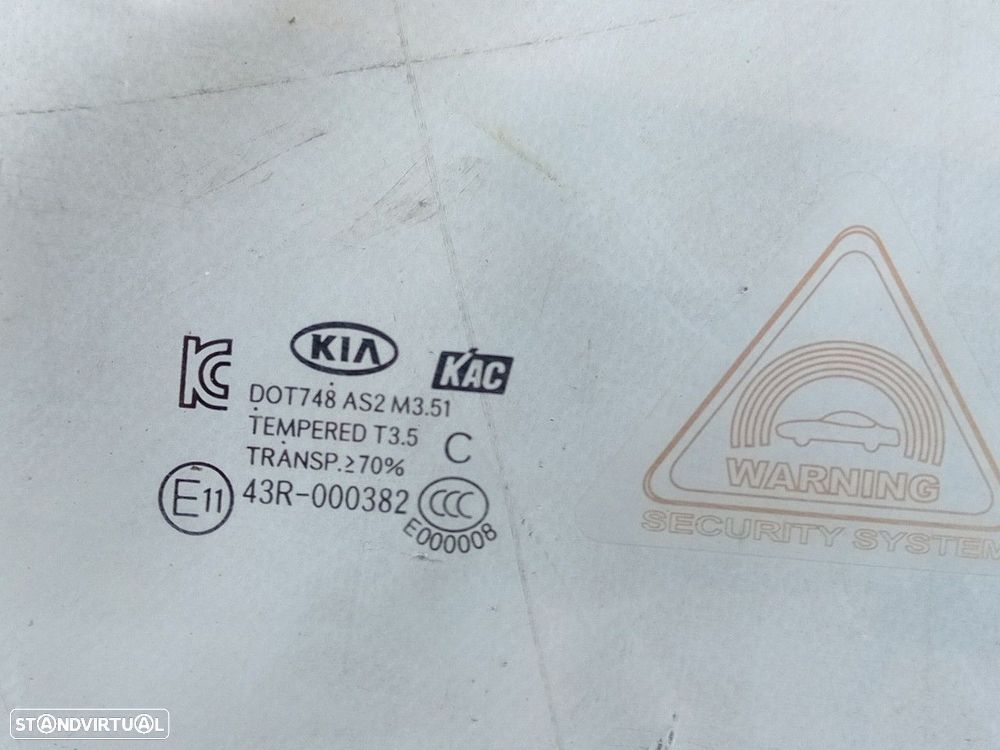 KC
KIA
KAC
DOT748 AS2 M3.51
TEMPERED T3.5
C
TRANSP.≥70%
E11
43R-000382
CCC
E000008
WARNING
SECURITY SYSTEM
STANDVIRTUAL